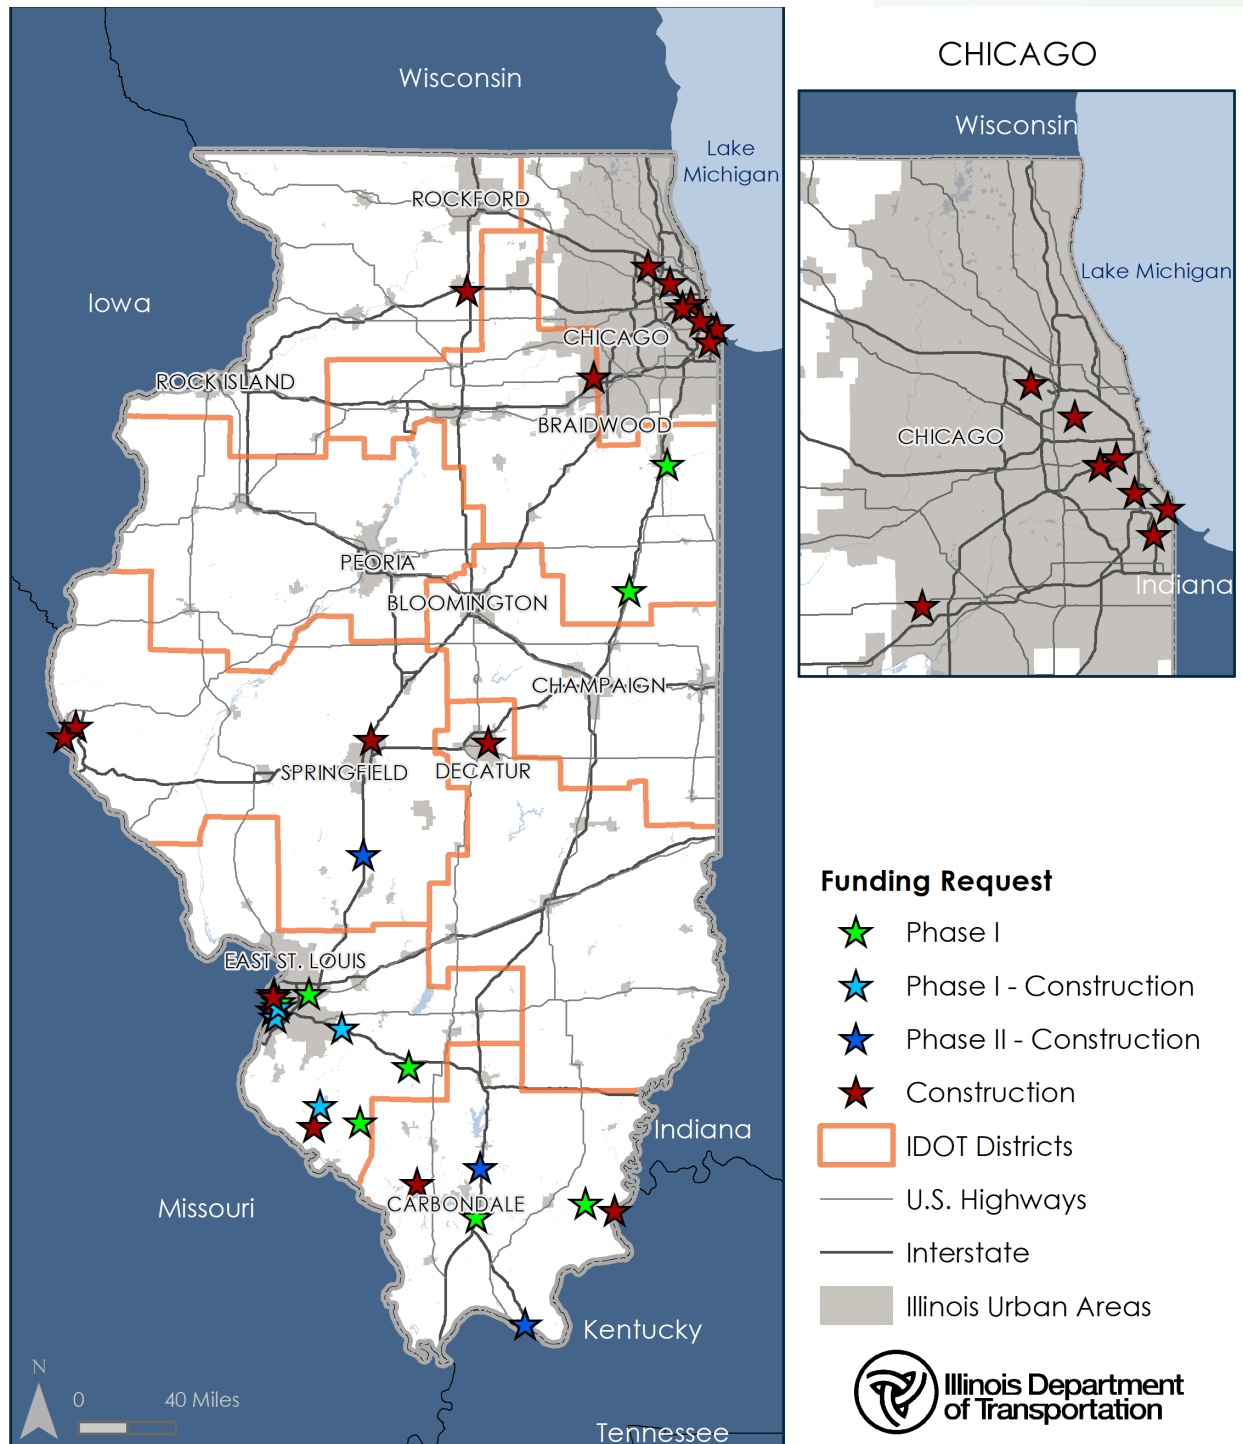 Wisconsin
Lake
Michigan
ROCKFORD
Iowa
CHICAGO
ROCK ISLAND
BRAIDWOOD
PEORIA
BLOOMINGTON
CHAMPAIGN
SPRINGFIELD
DECATUR
EAST ST. LOUIS
Indiana
Missouri
CARBONDALE
Kentucky
N
0
40 Miles
Tennessee
CHICAGO
Wisconsin
Lake Michigan
CHICAGO
Indiana
Funding Request
Phase I
Phase I - Construction
Phase II - Construction
Construction
IDOT Districts
U.S. Highways
Interstate
Illinois Urban Areas
Illinois Department
of Transportation